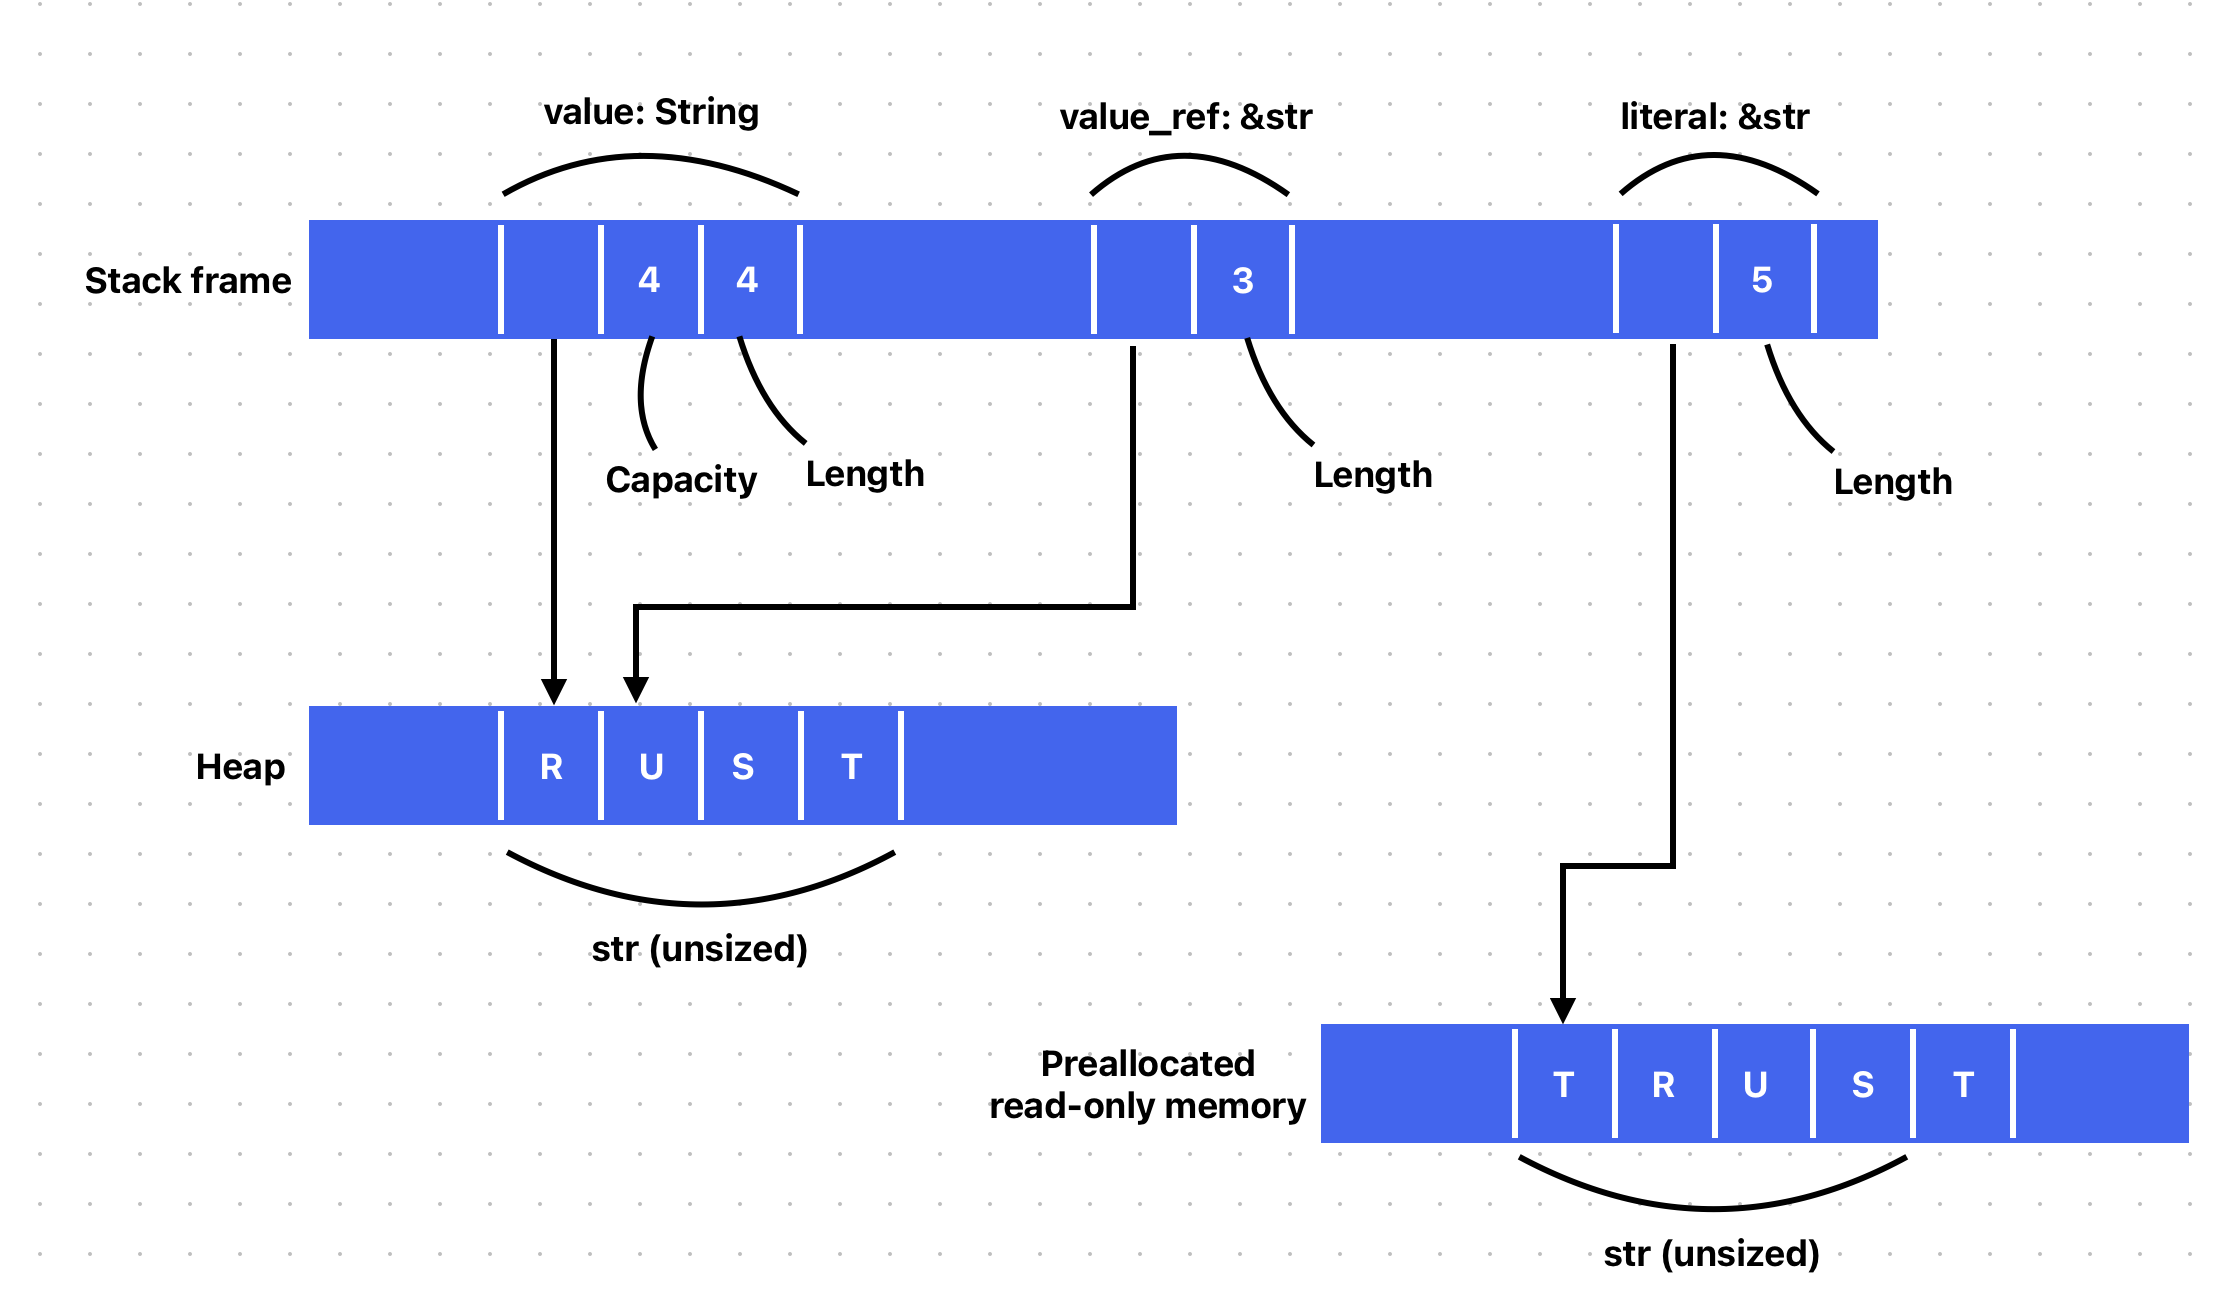 value: String
value_ref: &str
literal: &str
Stack frame
4
4
3
5
Capacity
Length
Length
Length
Heap
R U S T
str (unsized)
Preallocated
read-only memory
T R U S T
str (unsized)